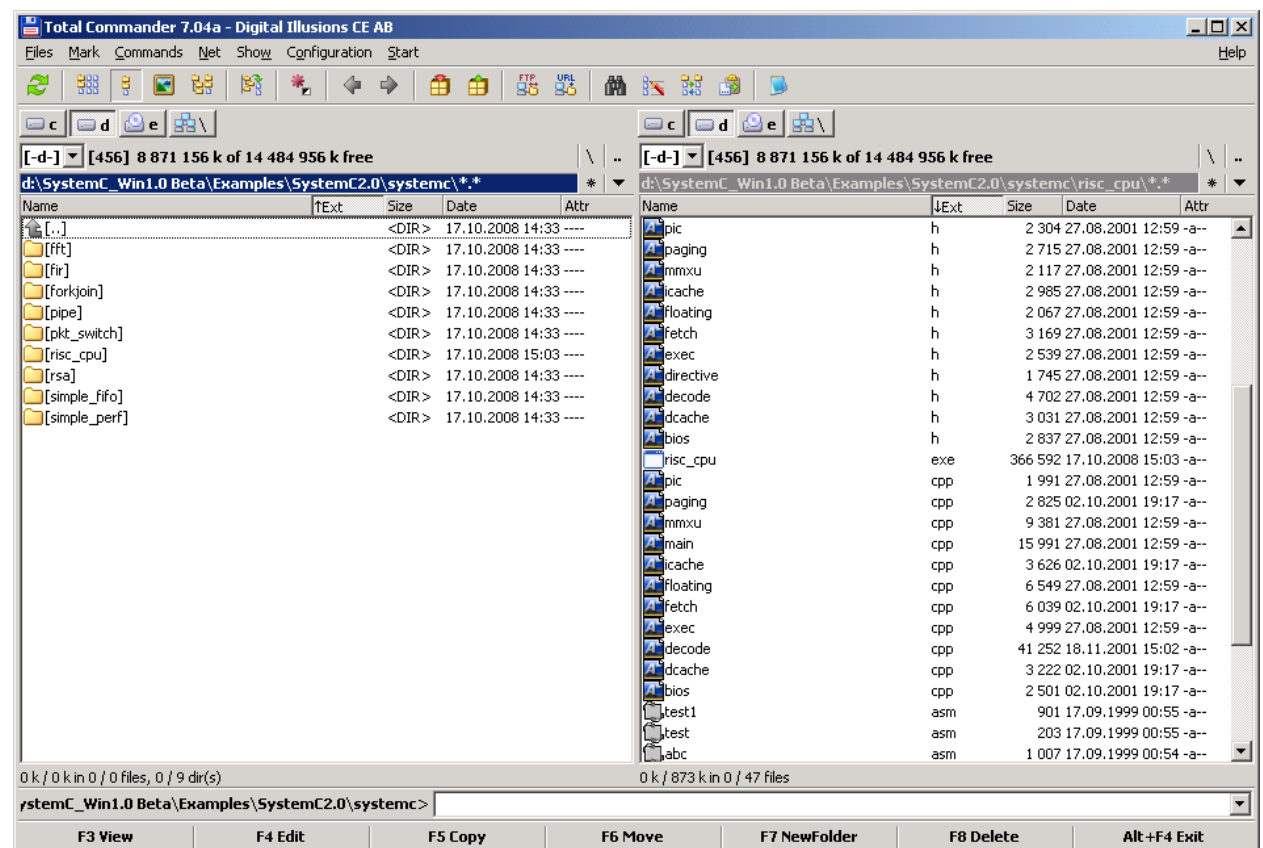 Total Commander 7.04a - Digital Illusions CE AB
Files Mark Commands Net Show Configuration Start Help
FTP URL
c d e \ c d e \
[-d-] [456] 8 871 156 k of 14 484 956 k free \ .. [-d-] [456] 8 871 156 k of 14 484 956 k free \ ..
d:\SystemC_Win1.0 Beta\Examples\SystemC2.0\systemc\*.* * d:\SystemC_Win1.0 Beta\Examples\SystemC2.0\systemc\risc_cpu\*.* *
Name ↑Ext Size Date Attr
[..] <DIR> 17.10.2008 14:33 ----
[fft] <DIR> 17.10.2008 14:33 ----
[fir] <DIR> 17.10.2008 14:33 ----
[forkjoin] <DIR> 17.10.2008 14:33 ----
[pipe] <DIR> 17.10.2008 14:33 ----
[pkt_switch] <DIR> 17.10.2008 14:33 ----
[risc_cpu] <DIR> 17.10.2008 15:03 ----
[rsa] <DIR> 17.10.2008 14:33 ----
[simple_fifo] <DIR> 17.10.2008 14:33 ----
[simple_perf] <DIR> 17.10.2008 14:33 ----
0 k / 0 k in 0 / 0 files, 0 / 9 dir(s)
Name ↓Ext Size Date Attr
pic h 2 304 27.08.2001 12:59 -a--
paging h 2 715 27.08.2001 12:59 -a--
mmxu h 2 117 27.08.2001 12:59 -a--
icache h 2 985 27.08.2001 12:59 -a--
floating h 2 067 27.08.2001 12:59 -a--
fetch h 3 169 27.08.2001 12:59 -a--
exec h 2 539 27.08.2001 12:59 -a--
directive h 1 745 27.08.2001 12:59 -a--
decode h 4 702 27.08.2001 12:59 -a--
dcache h 3 031 27.08.2001 12:59 -a--
bios h 2 837 27.08.2001 12:59 -a--
risc_cpu exe 366 592 17.10.2008 15:03 -a--
pic cpp 1 991 27.08.2001 12:59 -a--
paging cpp 2 825 02.10.2001 19:17 -a--
mmxu cpp 9 381 27.08.2001 12:59 -a--
main cpp 15 991 27.08.2001 12:59 -a--
icache cpp 3 626 02.10.2001 19:17 -a--
floating cpp 6 549 27.08.2001 12:59 -a--
fetch cpp 6 039 02.10.2001 19:17 -a--
exec cpp 4 999 27.08.2001 12:59 -a--
decode cpp 41 252 18.11.2001 15:02 -a--
dcache cpp 3 222 02.10.2001 19:17 -a--
bios cpp 2 501 02.10.2001 19:17 -a--
test1 asm 901 17.09.1999 00:55 -a--
test asm 203 17.09.1999 00:55 -a--
abc asm 1 007 17.09.1999 00:54 -a--
0 k / 873 k in 0 / 47 files
ystemC_Win1.0 Beta\Examples\SystemC2.0\systemc>
F3 View F4 Edit F5 Copy F6 Move F7 NewFolder F8 Delete Alt+F4 Exit